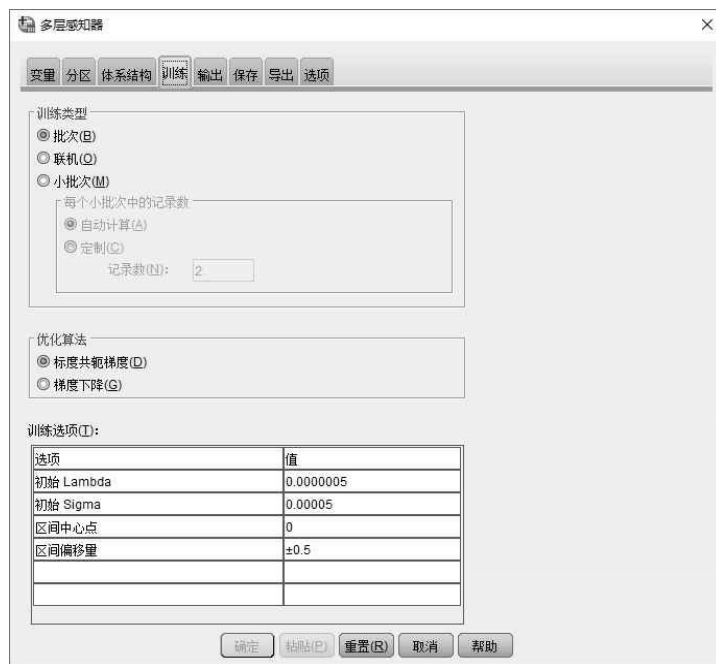 多层感知器
变量 分区 体系结构 训练 输出 保存 导出 选项
训练类型
批次(B)
联机(O)
小批次(M)
每个小批次中的记录数
自动计算(A)
定制(C)
记录数(N): 2
优化算法
标度共轭梯度(D)
梯度下降(G)
训练选项(T):
选项 值
初始 Lambda 0.0000005
初始 Sigma 0.00005
区间中心点 0
区间偏移量 ±0.5
确定 粘贴(P) 重置(R) 取消 帮助